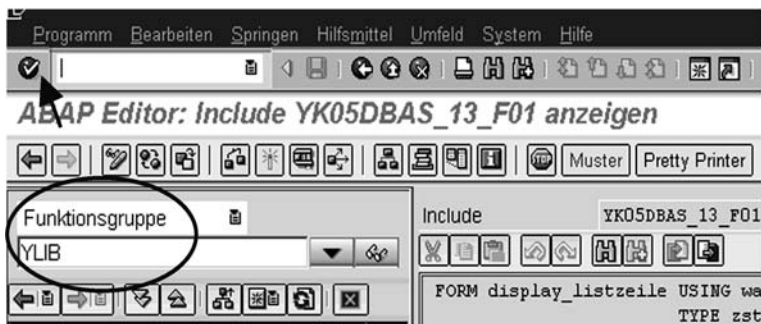 Programm Bearbeiten Springen Hilfsmittel Umfeld System Hilfe
ABAP Editor: Include YK05DBAS_13_F01 anzeigen
Muster Pretty Printer
Funktionsgruppe
YLIB
Include YK05DBAS_13_F01
FORM display_listzeile USING wa
TYPE zst